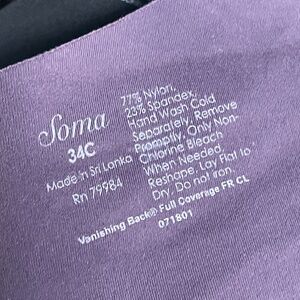 Soma
34C
Made in Sri Lanka
Rn 79984
77% Nylon,
23% Spandex,
Hand Wash Cold
Separately, Remove
Promptly, Only Non-
Chlorine Bleach
When Needed,
Reshape, Lay Flat to
Dry, Do not iron.
Vanishing Back® Full Coverage FR CL
071801